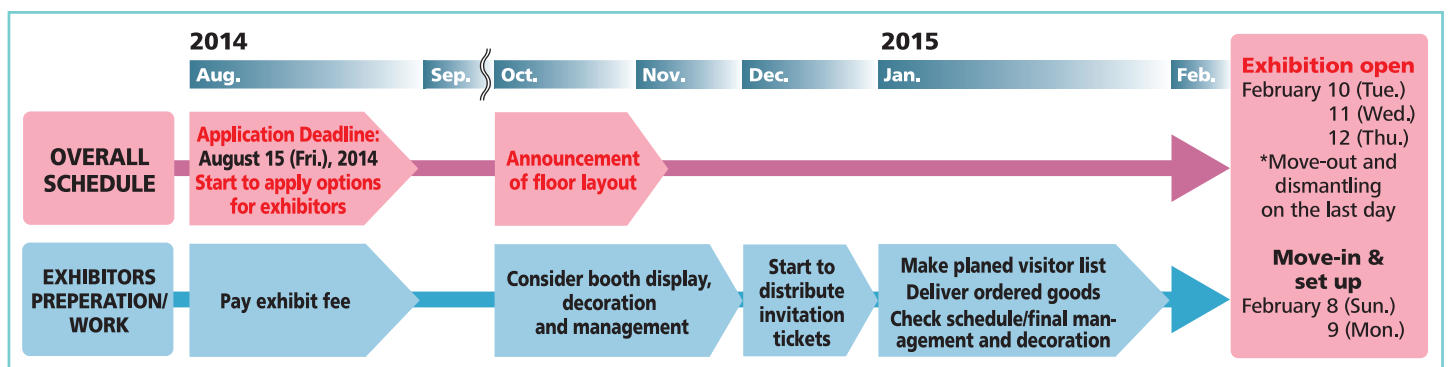 2014
2015
Aug.
Sep.
Oct.
Nov.
Dec.
Jan.
Feb.
OVERALL
SCHEDULE
Application Deadline:
August 15 (Fri.), 2014
Start to apply options
for exhibitors
Announcement
of floor layout
EXHIBITORS
PREPERATION/
WORK
Pay exhibit fee
Consider booth display,
decoration
and management
Start to
distribute
invitation
tickets
Make planed visitor list
Deliver ordered goods
Check schedule/final man-
agement and decoration
Exhibition open
February 10 (Tue.)
11 (Wed.)
12 (Thu.)
*Move-out and
dismantling
on the last day
Move-in &
set up
February 8 (Sun.)
9 (Mon.)